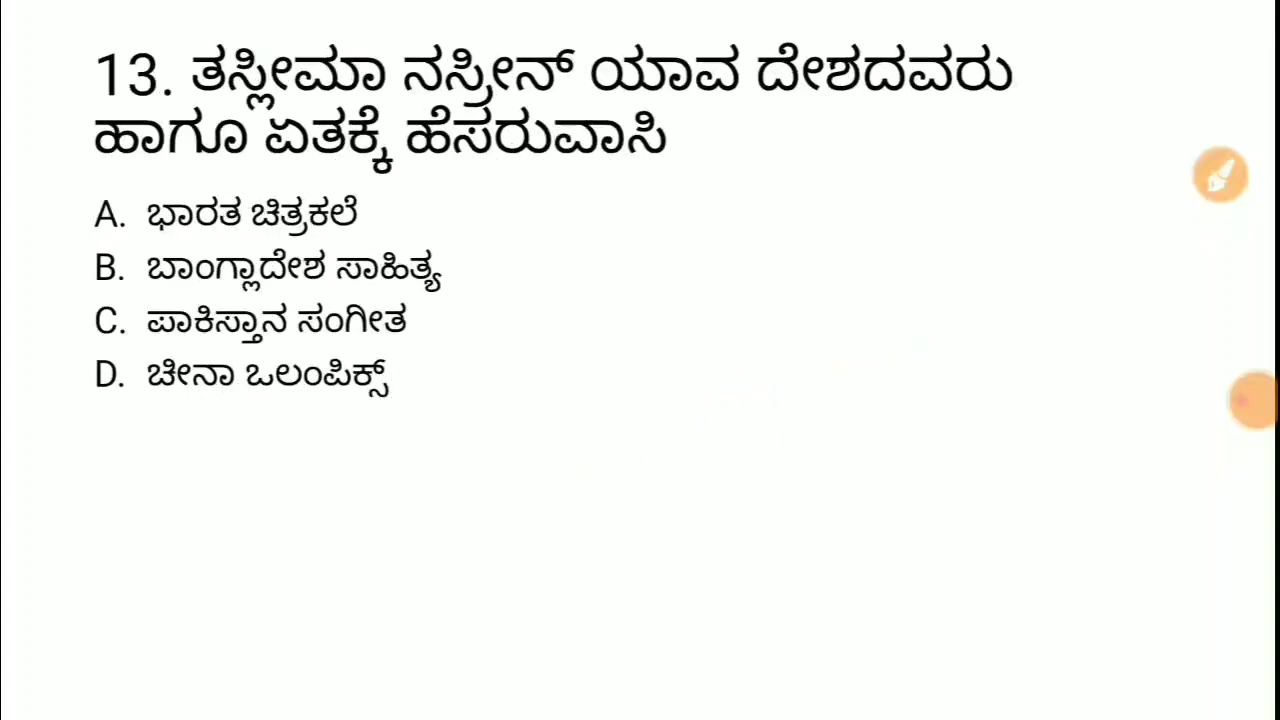 13. ತಸ್ಲೀಮಾ ನಸ್ರೀನ್ ಯಾವ ದೇಶದವರು
ಹಾಗೂ ಏತಕ್ಕೆ ಹೆಸರುವಾಸಿ
A. ಭಾರತ ಚಿತ್ರಕಲೆ
B. ಬಾಂಗ್ಲಾದೇಶ ಸಾಹಿತ್ಯ
C. ಪಾಕಿಸ್ತಾನ ಸಂಗೀತ
D. ಚೀನಾ ಒಲಂಪಿಕ್ಸ್